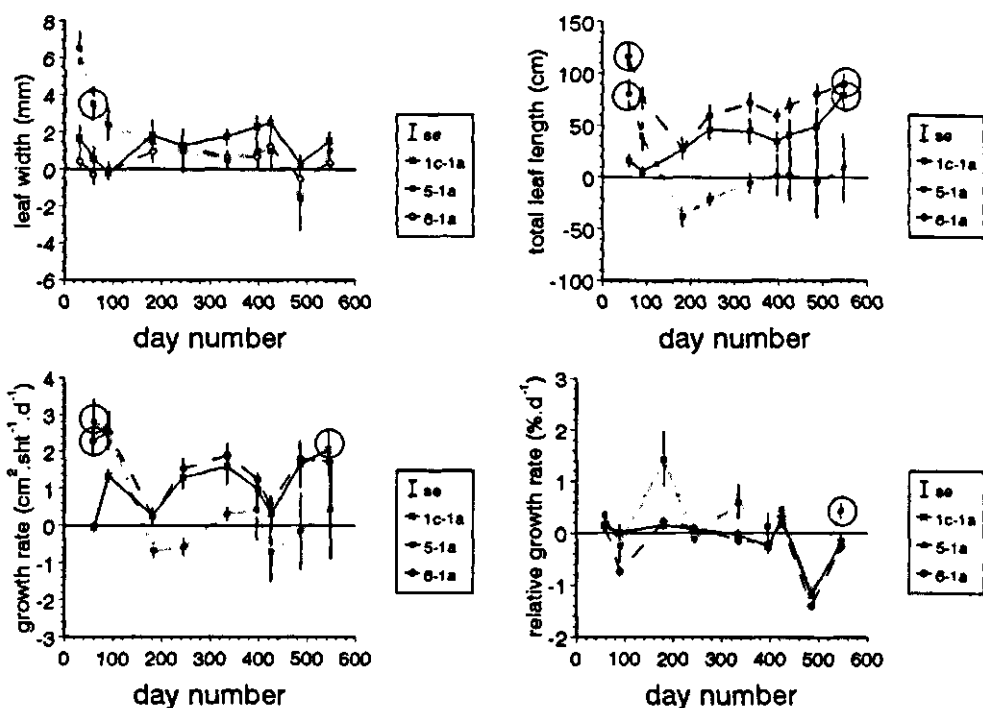 leaf width (mm)
8
6
4
2
0
-2
-4
-6
0 100 200 300 400 500 600
day number
I se
1c-1a
5-1a
6-1a
total leaf length (cm)
150
100
50
0
-50
-100
0 100 200 300 400 500 600
day number
I se
1c-1a
5-1a
6-1a
growth rate (cm².sht⁻¹.d⁻¹)
4
3
2
1
0
-1
-2
-3
0 100 200 300 400 500 600
day number
I se
1c-1a
5-1a
6-1a
relative growth rate (%.d⁻¹)
3
2
1
0
-1
-2
0 100 200 300 400 500 600
day number
I se
1c-1a
5-1a
6-1a